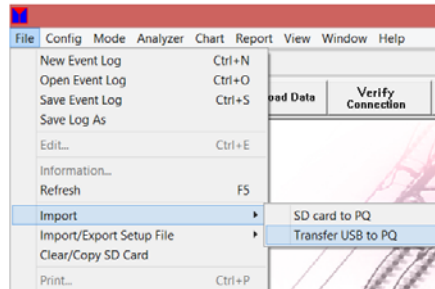 File Config Mode Analyzer Chart Report View Window Help
New Event Log Ctrl+N
Open Event Log Ctrl+O
Save Event Log Ctrl+S
Save Log As
Edit... Ctrl+E
Information...
Refresh F5
Import
Import/Export Setup File
Clear/Copy SD Card
Print... Ctrl+P
Data
Verify
Connection
SD card to PQ
Transfer USB to PQ